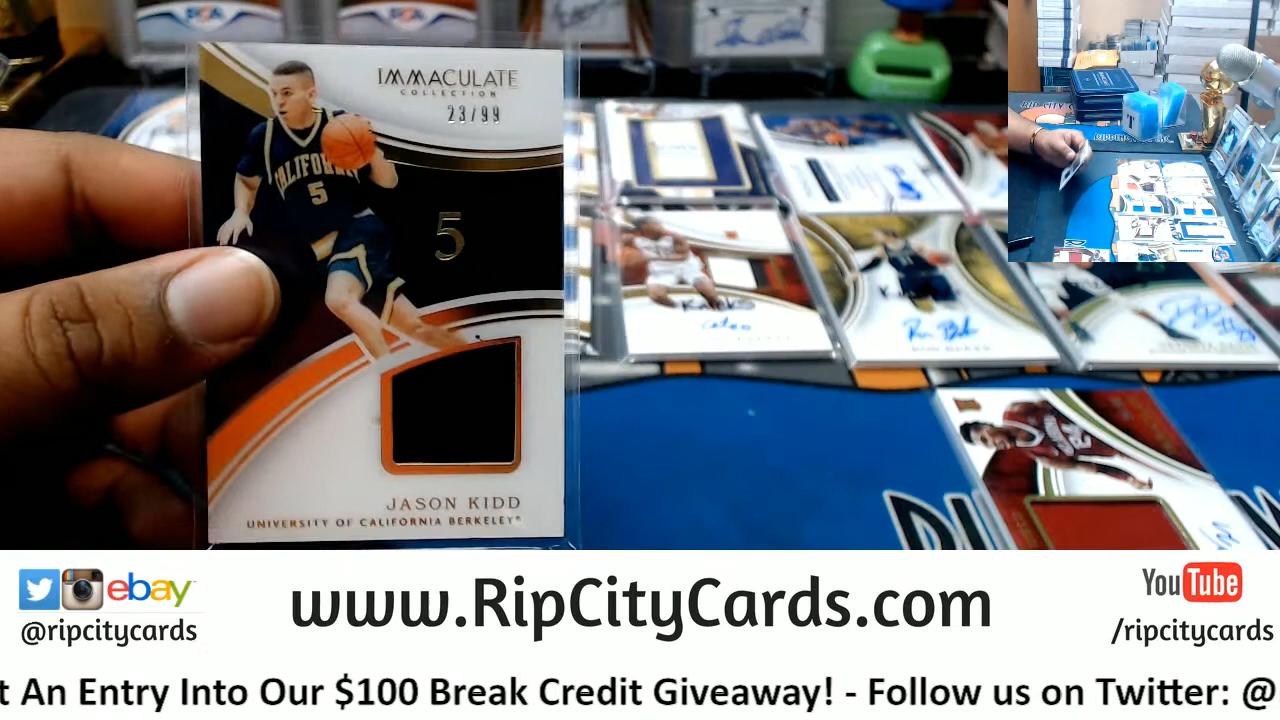 IMMACULATE
COLLECTION
23/99
CALIFORN
5
5
JASON KIDD
UNIVERSITY OF CALIFORNIA BERKELEY
ebay
@ripcitycards
www.RipCityCards.com
YouTube
/ripcitycards
t An Entry Into Our $100 Break Credit Giveaway! - Follow us on Twitter: @